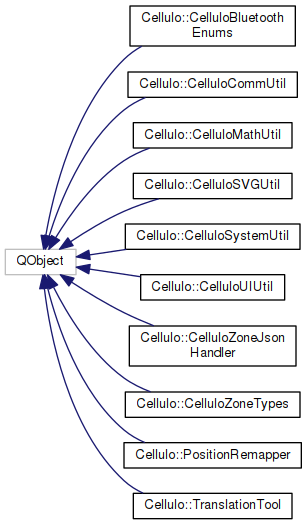 Cellulo::CelluloBluetooth
Enums
Cellulo::CelluloCommUtil
Cellulo::CelluloMathUtil
Cellulo::CelluloSVGUtil
Cellulo::CelluloSystemUtil
QObject
Cellulo::CelluloUIUtil
Cellulo::CelluloZoneJson
Handler
Cellulo::CelluloZoneTypes
Cellulo::PositionRemapper
Cellulo::TranslationTool